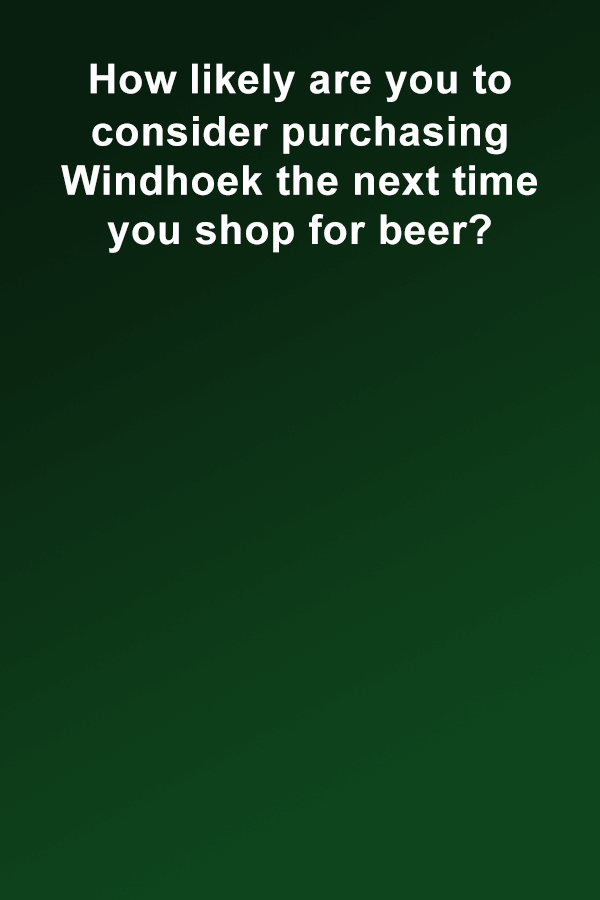 How likely are you to
consider purchasing
Windhoek the next time
you shop for beer?